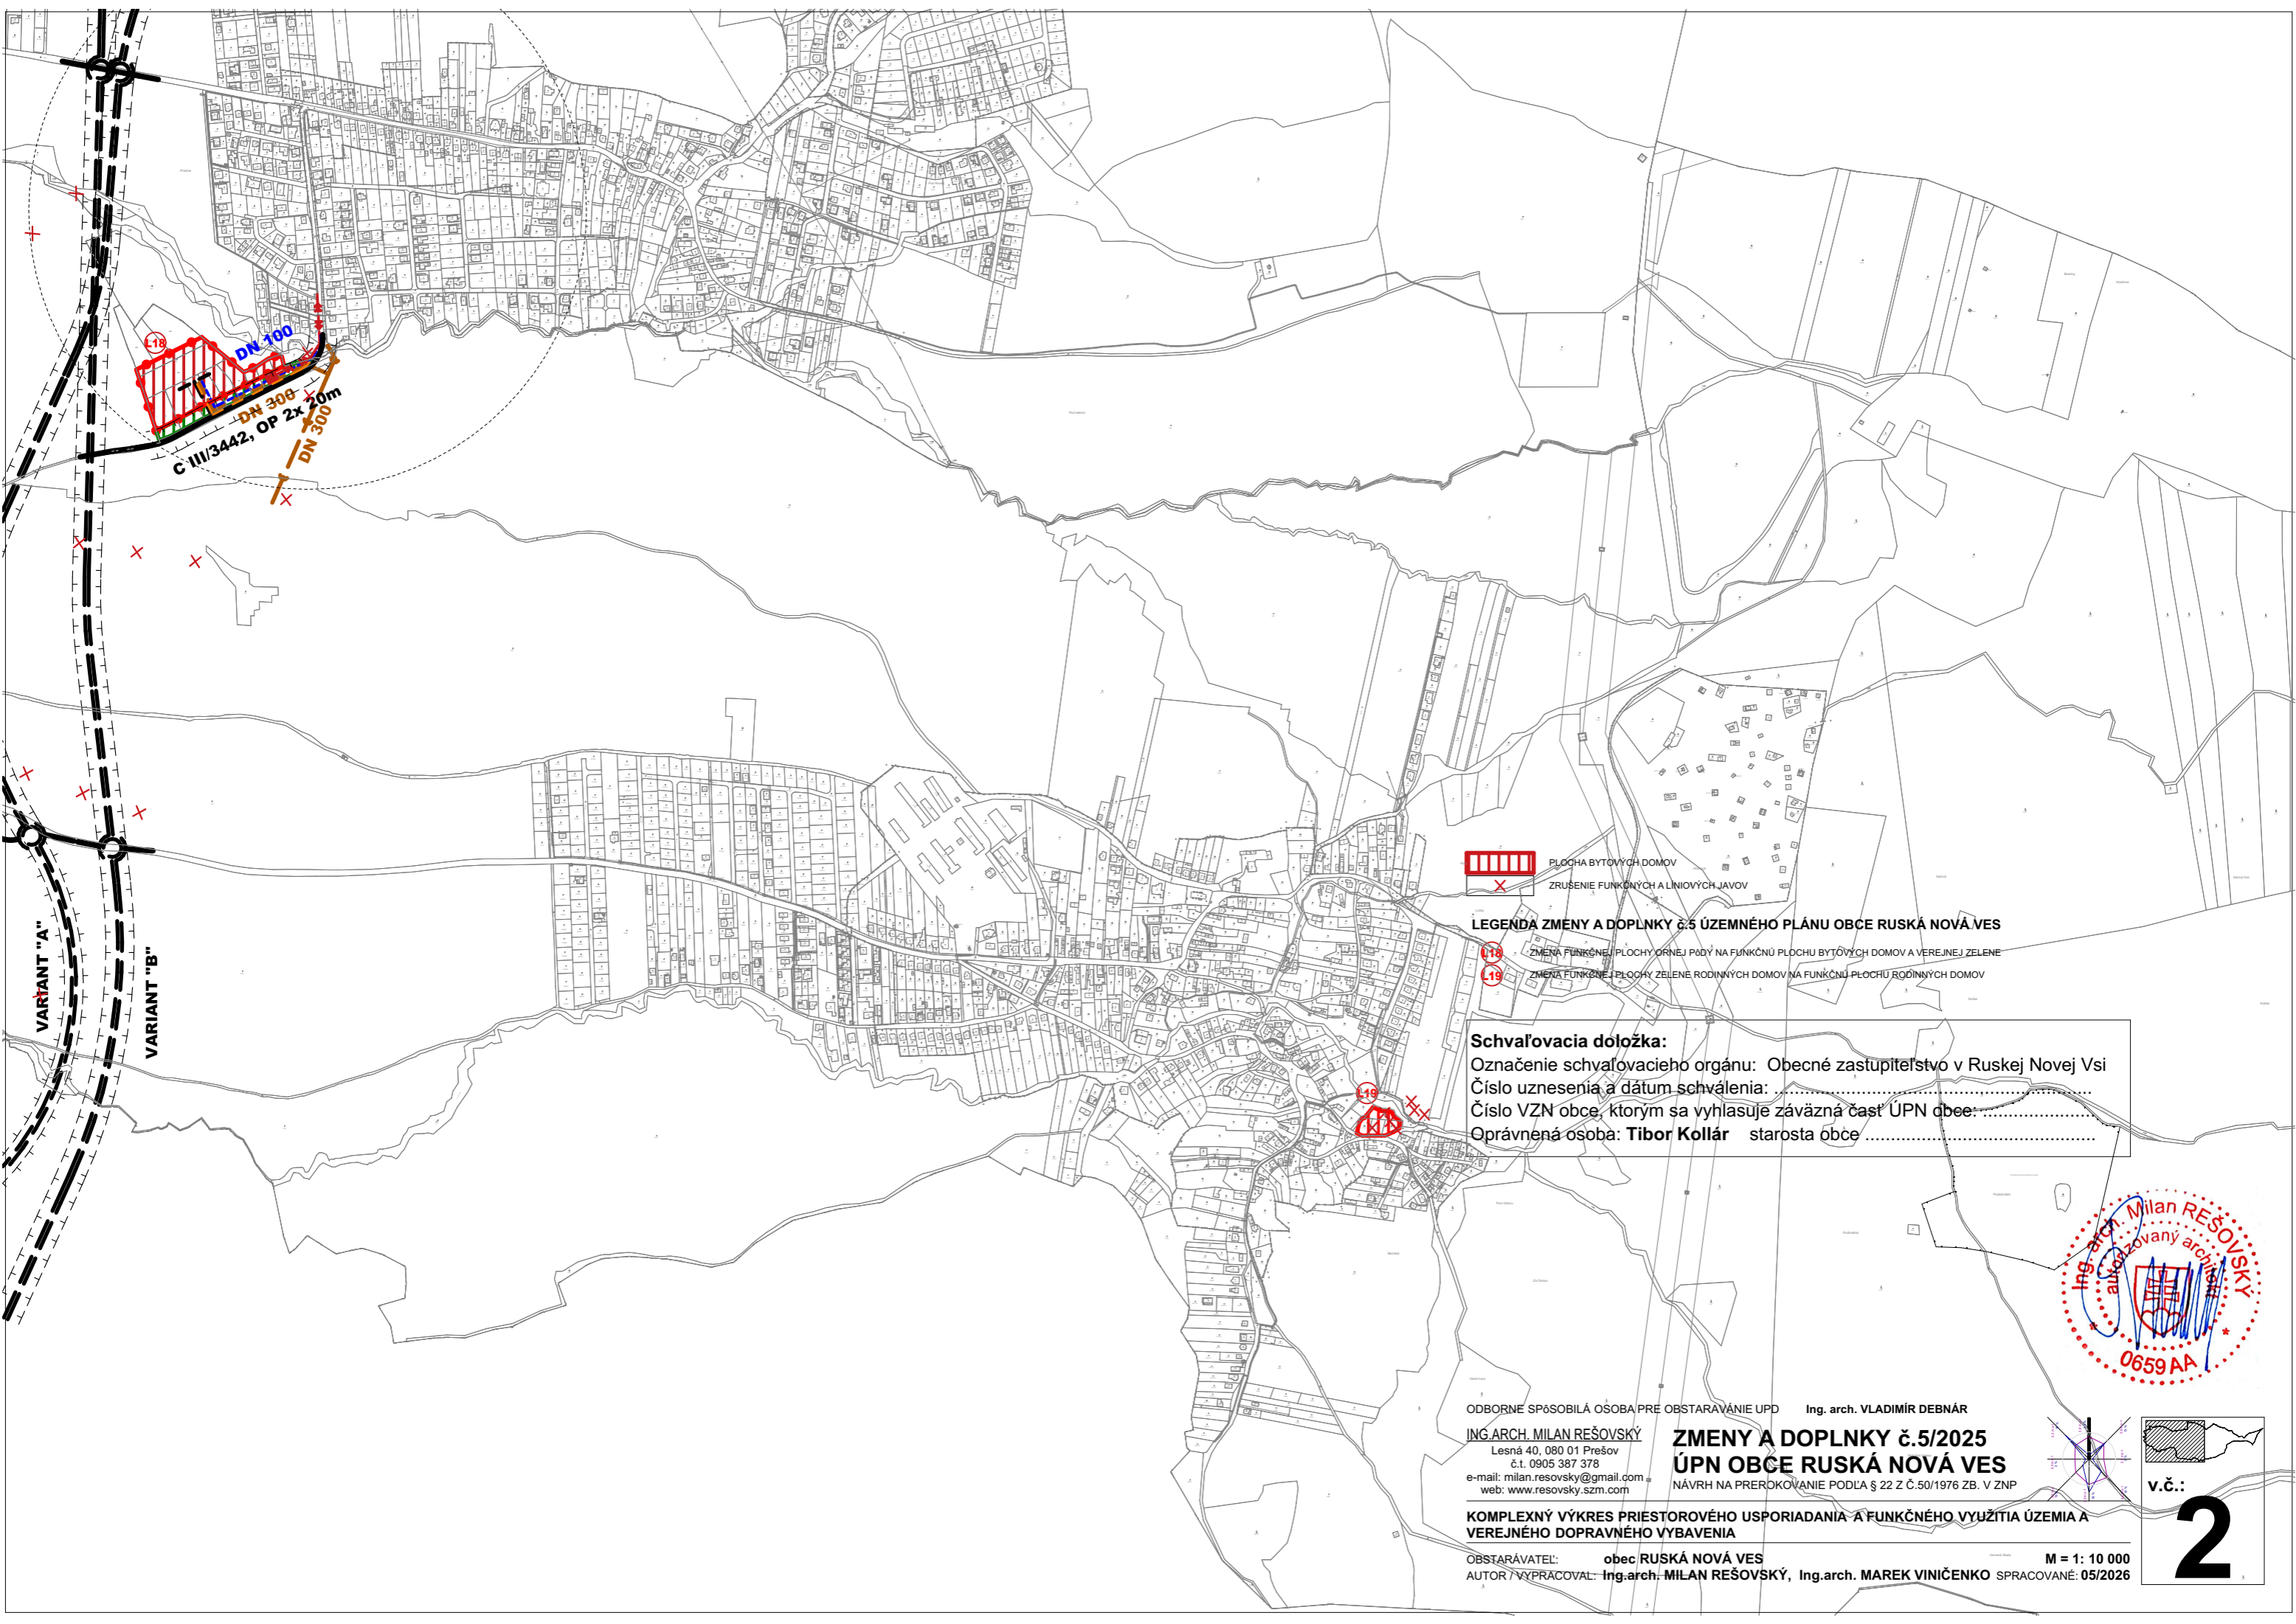 L18
DN 100
DN 300
C III/3442, OP 2x 20m
DN 300
VARIANT "A"
VARIANT "B"
L19
PLOCHA BYTOVÝCH DOMOV
ZRUŠENIE FUNKČNÝCH A LÍNIOVÝCH JAVOV
LEGENDA ZMENY A DOPLNKY č.5 ÚZEMNÉHO PLÁNU OBCE RUSKÁ NOVÁ VES
L18 ZMENA FUNKČNEJ PLOCHY ORNEJ PôDY NA FUNKČNÚ PLOCHU BYTOVÝCH DOMOV A VEREJNEJ ZELENE
L19 ZMENA FUNKČNEJ PLOCHY ZELENE RODINNÝCH DOMOV NA FUNKČNÚ PLOCHU RODINNÝCH DOMOV
Schvaľovacia doložka:
Označenie schvaľovacieho orgánu: Obecné zastupiteľstvo v Ruskej Novej Vsi
Číslo uznesenia a dátum schválenia: ..............................................................
Číslo VZN obce, ktorým sa vyhlasuje záväzná časť ÚPN obce:......................
Oprávnená osoba: Tibor Kollár starosta obce ............................................
Ing. arch. Milan REŠOVSKÝ
autorizovaný architekt
0659 AA
ODBORNE SPôSOBILÁ OSOBA PRE OBSTARÁVANIE UPD Ing. arch. VLADIMÍR DEBNÁR
ING.ARCH. MILAN REŠOVSKÝ
Lesná 40, 080 01 Prešov
č.t. 0905 387 378
e-mail: milan.resovsky@gmail.com
web: www.resovsky.szm.com
ZMENY A DOPLNKY č.5/2025
ÚPN OBCE RUSKÁ NOVÁ VES
NÁVRH NA PREROKOVANIE PODĽA § 22 Z Č.50/1976 ZB. V ZNP
v.č.:
2
KOMPLEXNÝ VÝKRES PRIESTOROVÉHO USPORIADANIA A FUNKČNÉHO VYUŽITIA ÚZEMIA A
VEREJNÉHO DOPRAVNÉHO VYBAVENIA
OBSTARÁVATEĽ: obec RUSKÁ NOVÁ VES M = 1: 10 000
AUTOR / VYPRACOVAL: Ing.arch. MILAN REŠOVSKÝ, Ing.arch. MAREK VINIČENKO SPRACOVANÉ: 05/2026